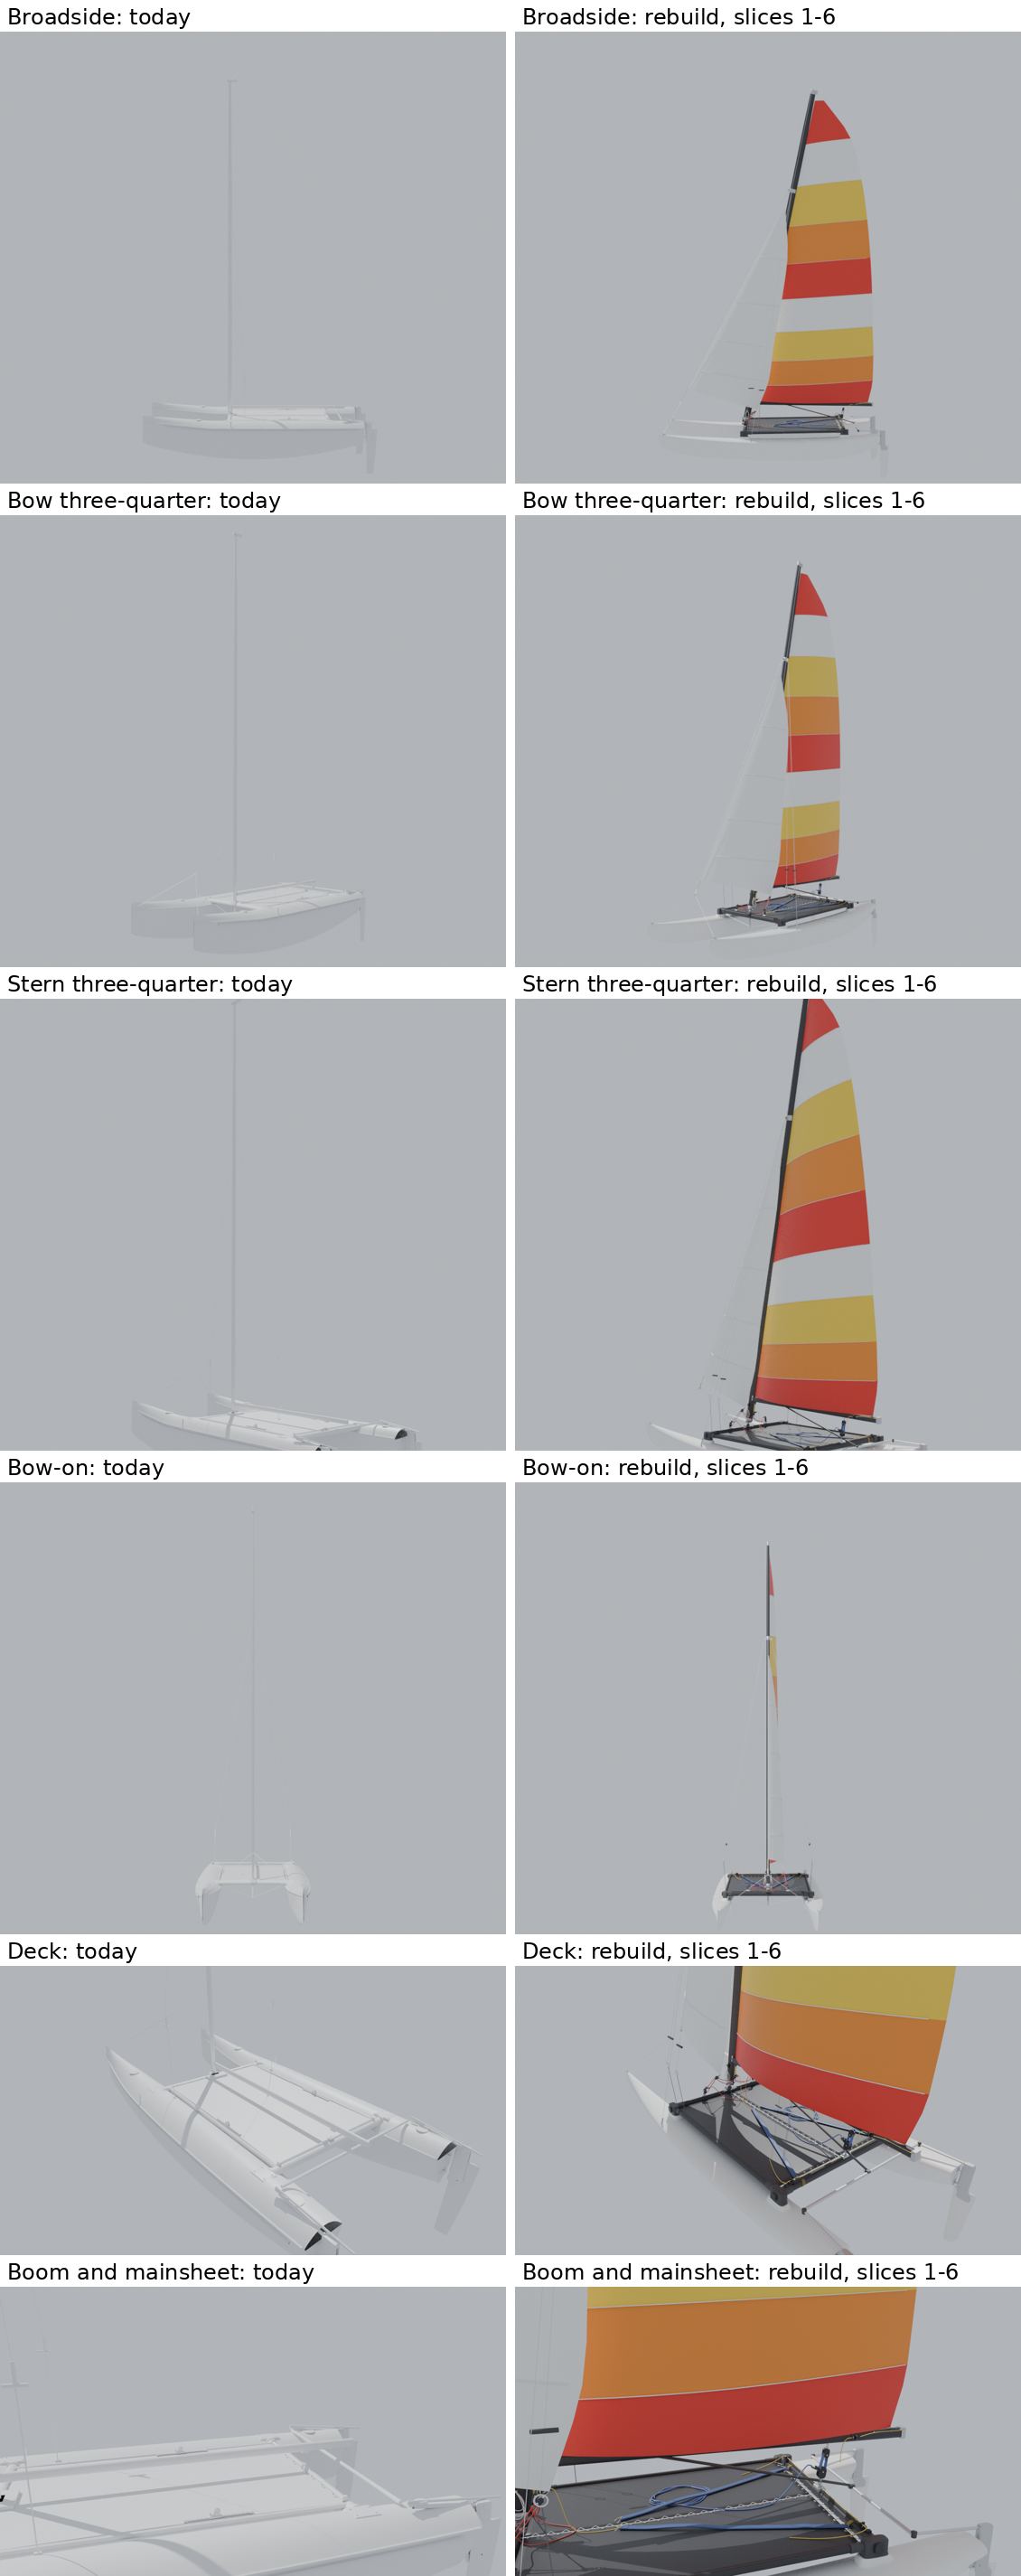 Broadside: today
Broadside: rebuild, slices 1-6
Bow three-quarter: today
Bow three-quarter: rebuild, slices 1-6
Stern three-quarter: today
Stern three-quarter: rebuild, slices 1-6
Bow-on: today
Bow-on: rebuild, slices 1-6
Deck: today
Deck: rebuild, slices 1-6
Boom and mainsheet: today
Boom and mainsheet: rebuild, slices 1-6